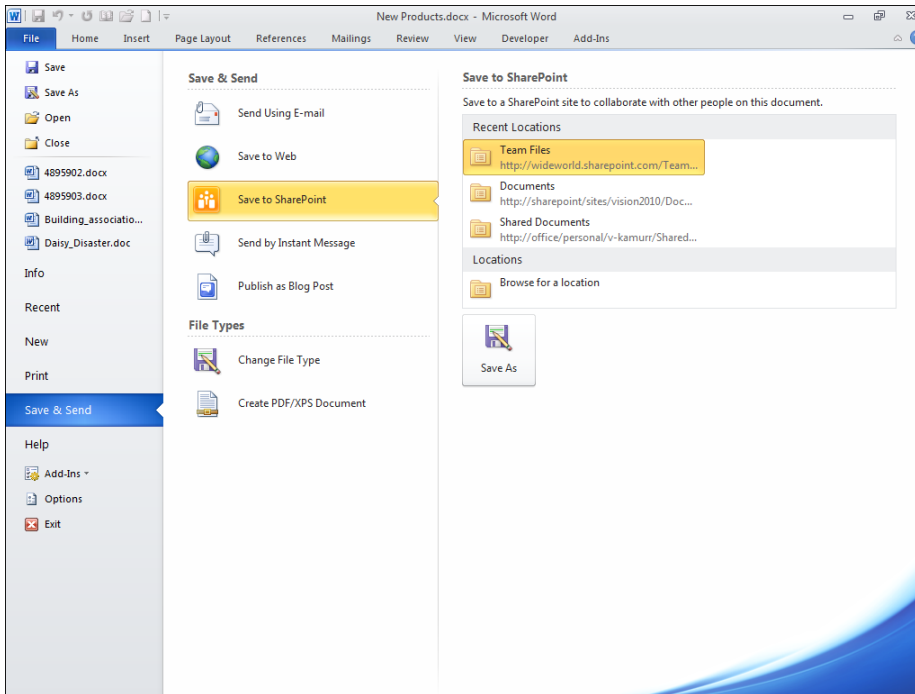 New Products.docx - Microsoft Word
File Home Insert Page Layout References Mailings Review View Developer Add-Ins
Save
Save As
Open
Close
4895902.docx
4895903.docx
Building_associatio...
Daisy_Disaster.doc
Info
Recent
New
Print
Save & Send
Help
Add-Ins
Options
Exit
Save & Send
Send Using E-mail
Save to Web
Save to SharePoint
Send by Instant Message
Publish as Blog Post
File Types
Change File Type
Create PDF/XPS Document
Save to SharePoint
Save to a SharePoint site to collaborate with other people on this document.
Recent Locations
Team Files
http://wideworld.sharepoint.com/Team...
Documents
http://sharepoint/sites/vision2010/Doc...
Shared Documents
http://office/personal/v-kamurr/Shared...
Locations
Browse for a location
Save As